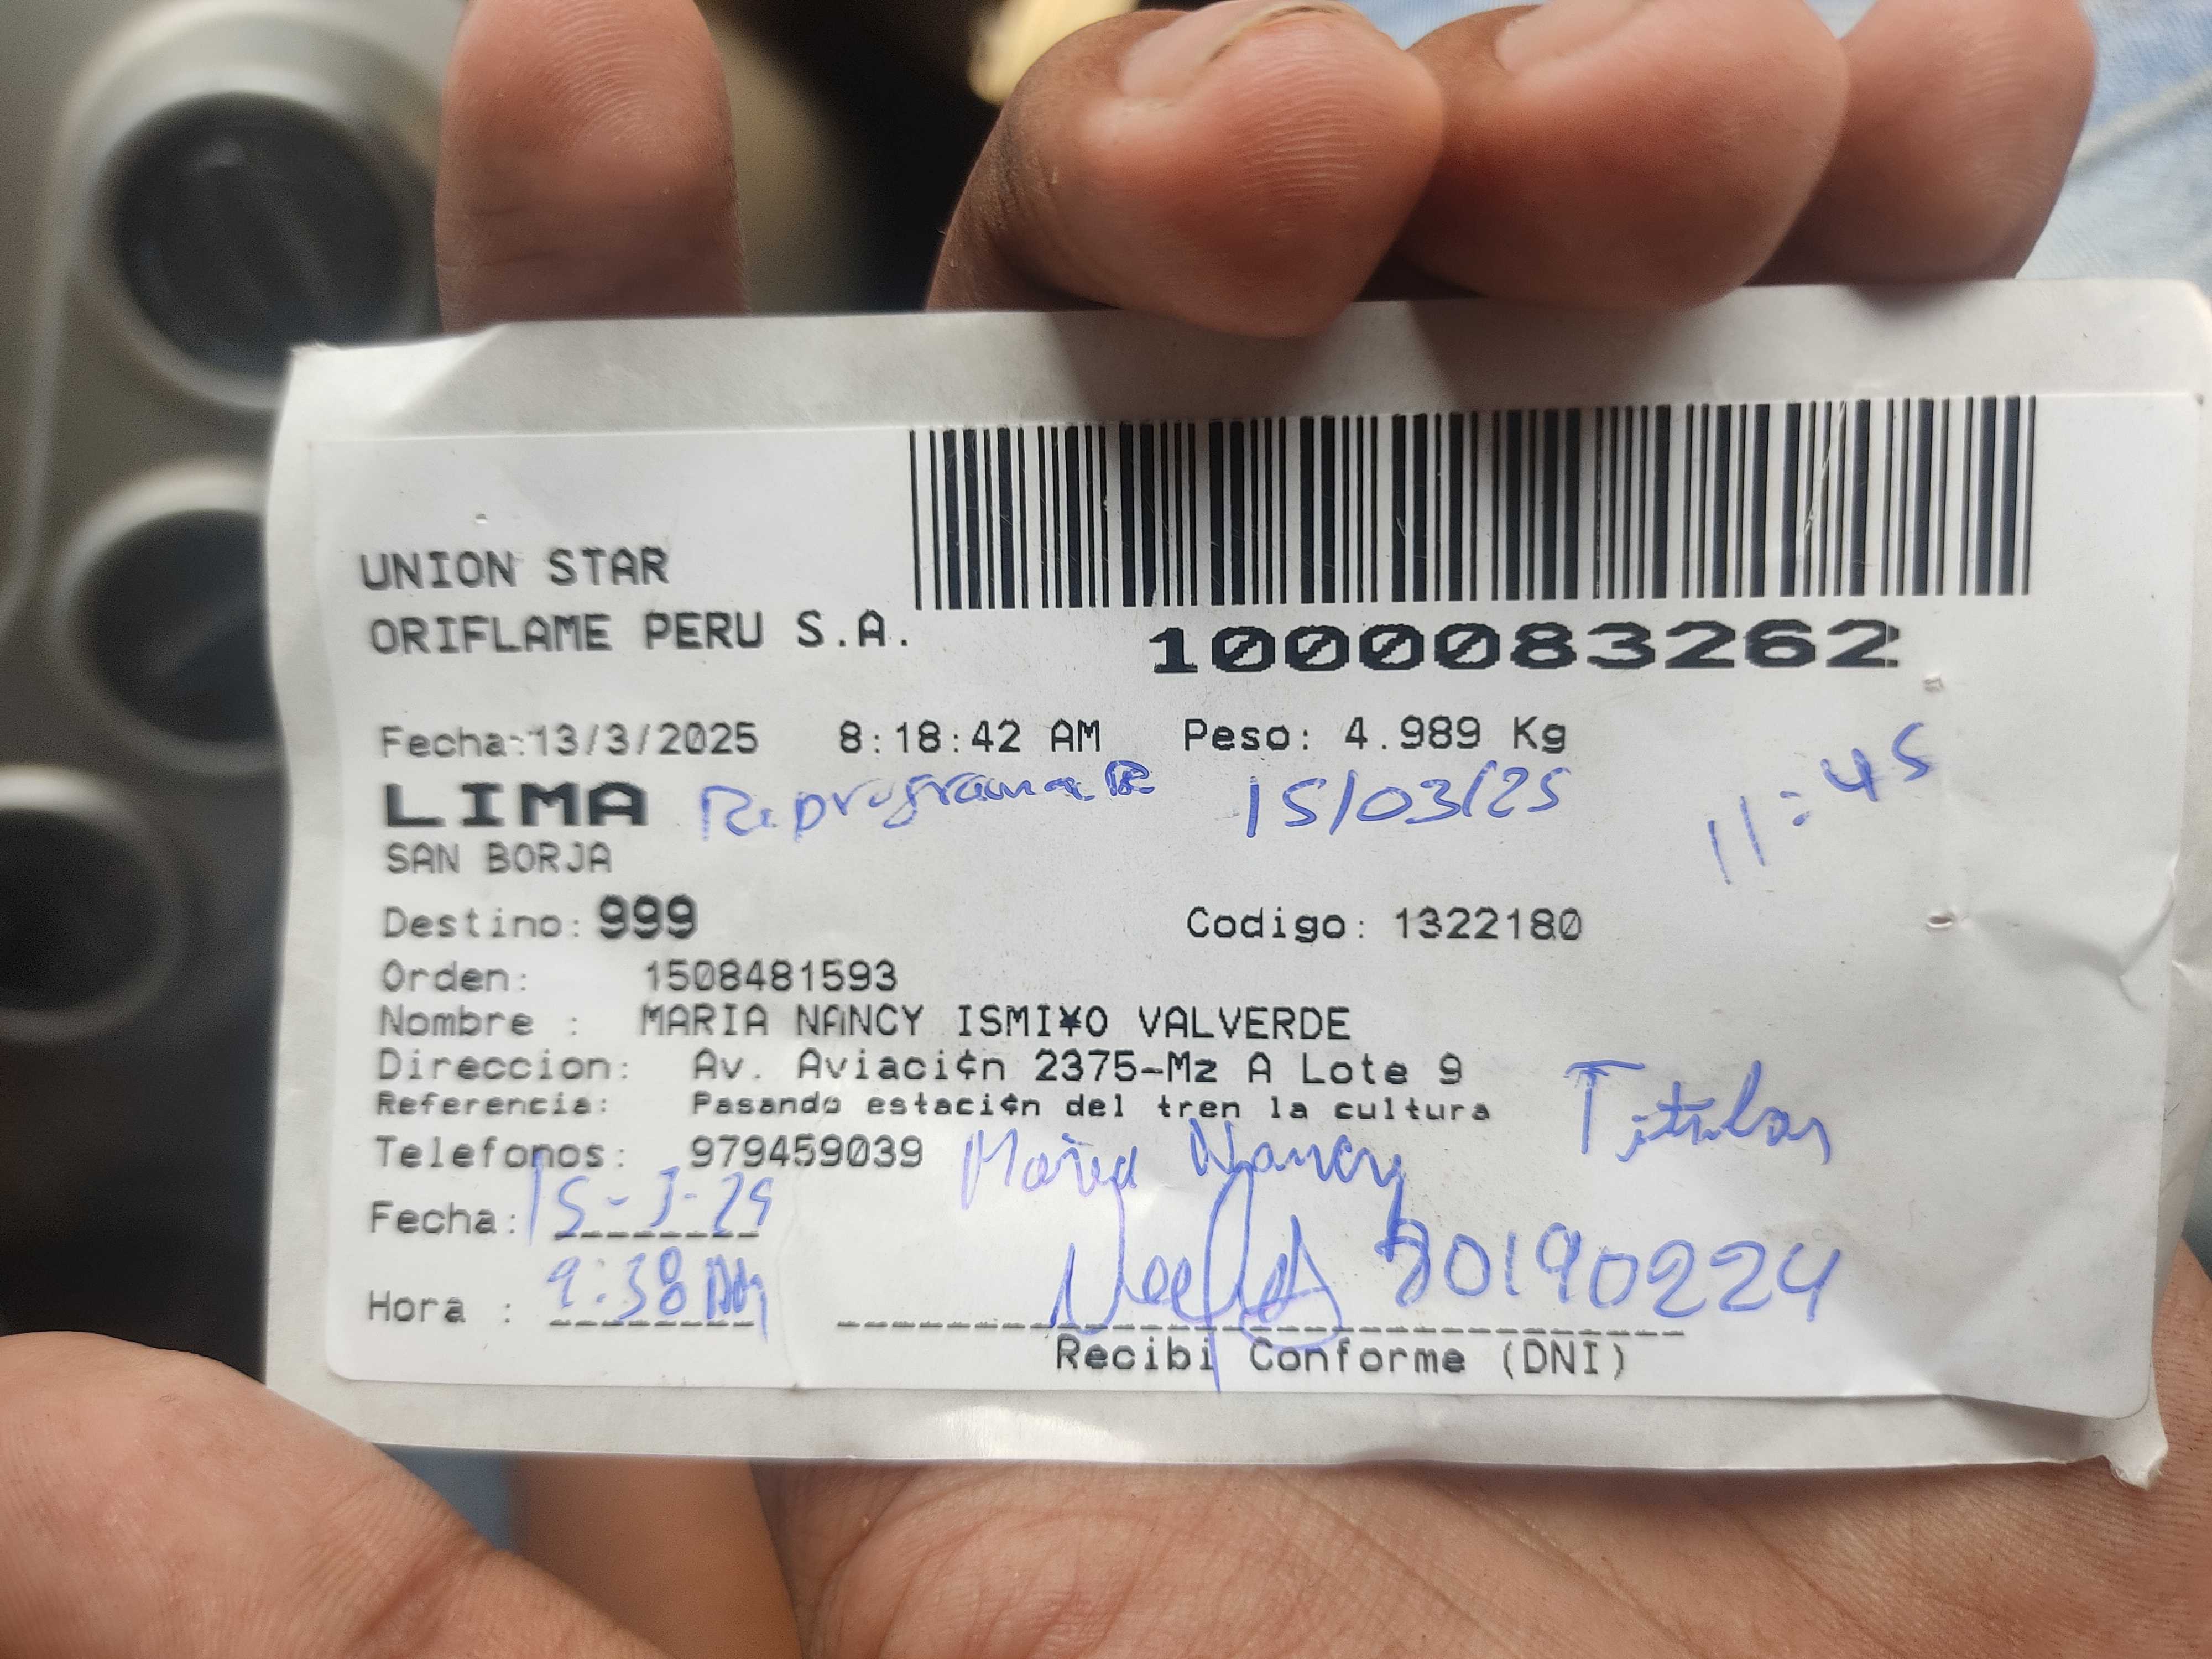 UNION STAR
ORIFLAME PERU S.A.
1000083262
Fecha:13/3/2025 8:18:42 AM Peso: 4.989 Kg
LIMA 15/03/25 11:45
SAN BORJA
Destino: 999 Codigo: 1322180
Orden: 1508481593
Nombre : MARIA NANCY ISMI¥O VALVERDE
Direccion: Av. Aviaci¢n 2375-Mz A Lote 9
Referencia: Pasando estaci¢n del tren la cultura Titular
Telefonos: 979459039 Maria Nancy
Fecha: 15-3-25
Hora : 9:38 AM 80190224
Recibi Conforme (DNI)